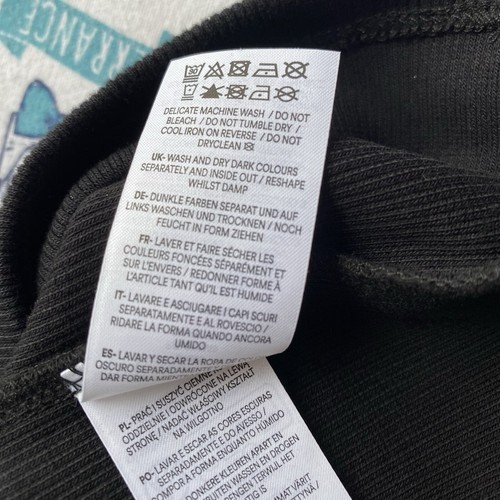 ERRANCE
DELICATE MACHINE WASH / DO NOT
BLEACH / DO NOT TUMBLE DRY /
COOL IRON ON REVERSE / DO NOT
DRYCLEAN
UK- WASH AND DRY DARK COLOURS
SEPARATELY AND INSIDE OUT / RESHAPE
WHILST DAMP
DE- DUNKLE FARBEN SEPARAT UND AUF
LINKS WASCHEN UND TROCKNEN / NOCH
FEUCHT IN FORM ZIEHEN
FR- LAVER ET FAIRE SÉCHER LES
COULEURS FONCÉES SÉPARÉMENT ET
SUR L'ENVERS / REDONNER FORME À
L'ARTICLE TANT QU'IL EST HUMIDE
IT- LAVARE E ASCIUGARE I CAPI SCURI
SEPARATAMENTE E AL ROVESCIO /
RIDARE LA FORMA QUANDO ANCORA
UMIDO
ES- LAVAR Y SECAR LA ROPA DE CO
OSCURO SEPARADAMENTE
DAR FORMA MIENT
PL- PRAĆ I SUSZYĆ CIEMNE
ODDZIELNIE I ODWRÓCONE NA LEWĄ
STRONĘ / NADAĆ WŁAŚCIWY KSZTAŁT
NA WILGOTNO
PO- LAVAR E SECAR AS CORES ESCURAS
SEPARADAMENTE E DO AVESSO /
DOMPOR A FORMA ENQUANTO HÚMIDO
DONKERE KLEUREN APART EN
BUITEN WASSEN EN DROGEN
TERWIJL HET